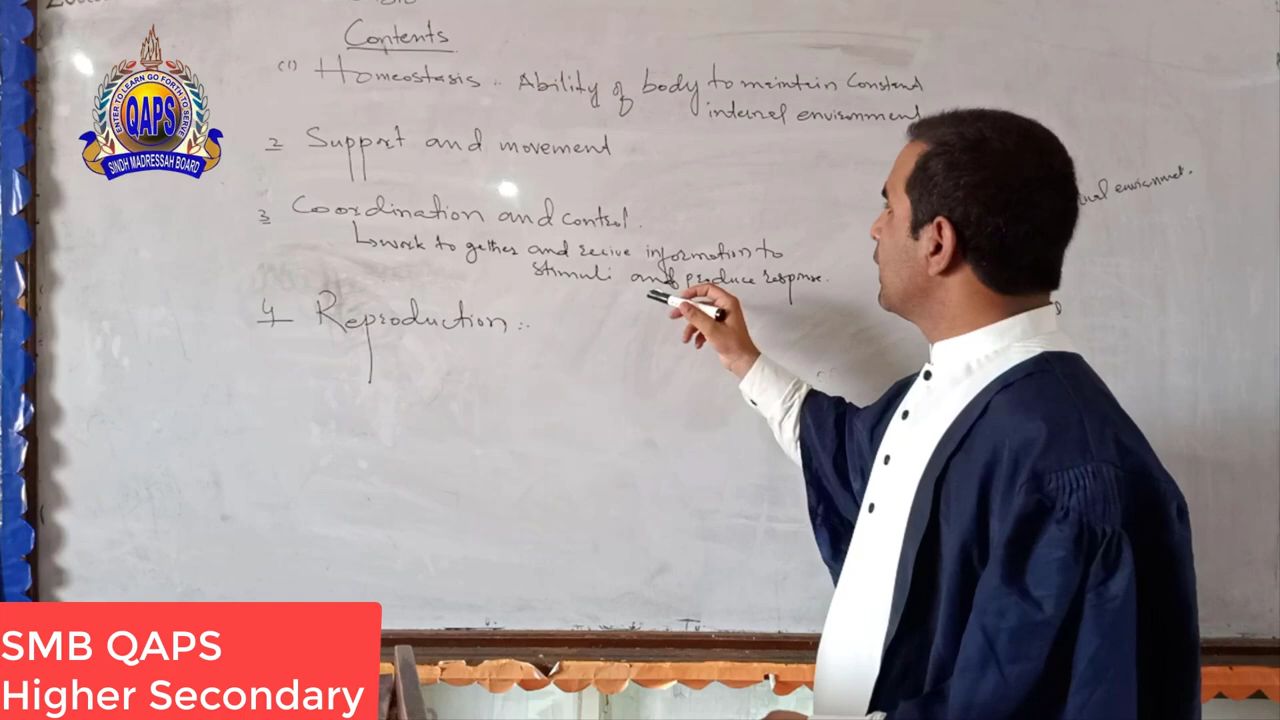 Contents
(1) Homeostasis :. Ability of body to maintain Constant
internal environment
2 Support and movement
3 Coordination and control.
↳ work to gether and recive information to
stimuli and produce response.
4 Reproduction :.
enviernmet.
ENTER TO LEARN GO FORTH TO SERVE
QAPS
SINDH MADRESSAH BOARD
SMB QAPS
Higher Secondary